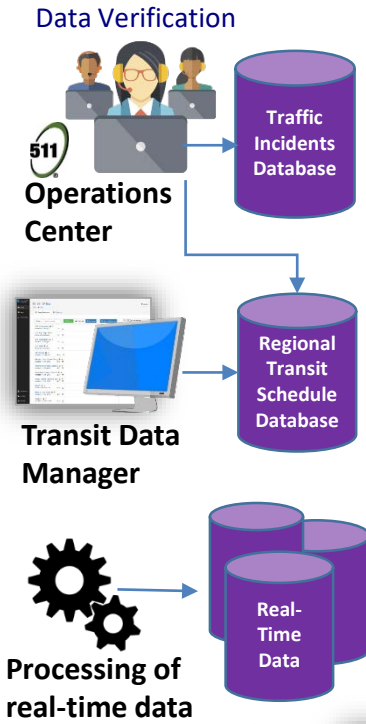 Data Verification
Traffic
Incidents
Database
511
Operations
Center
Regional
Transit
Schedule
Database
Transit Data
Manager
Real-
Time
Data
Processing of
real-time data